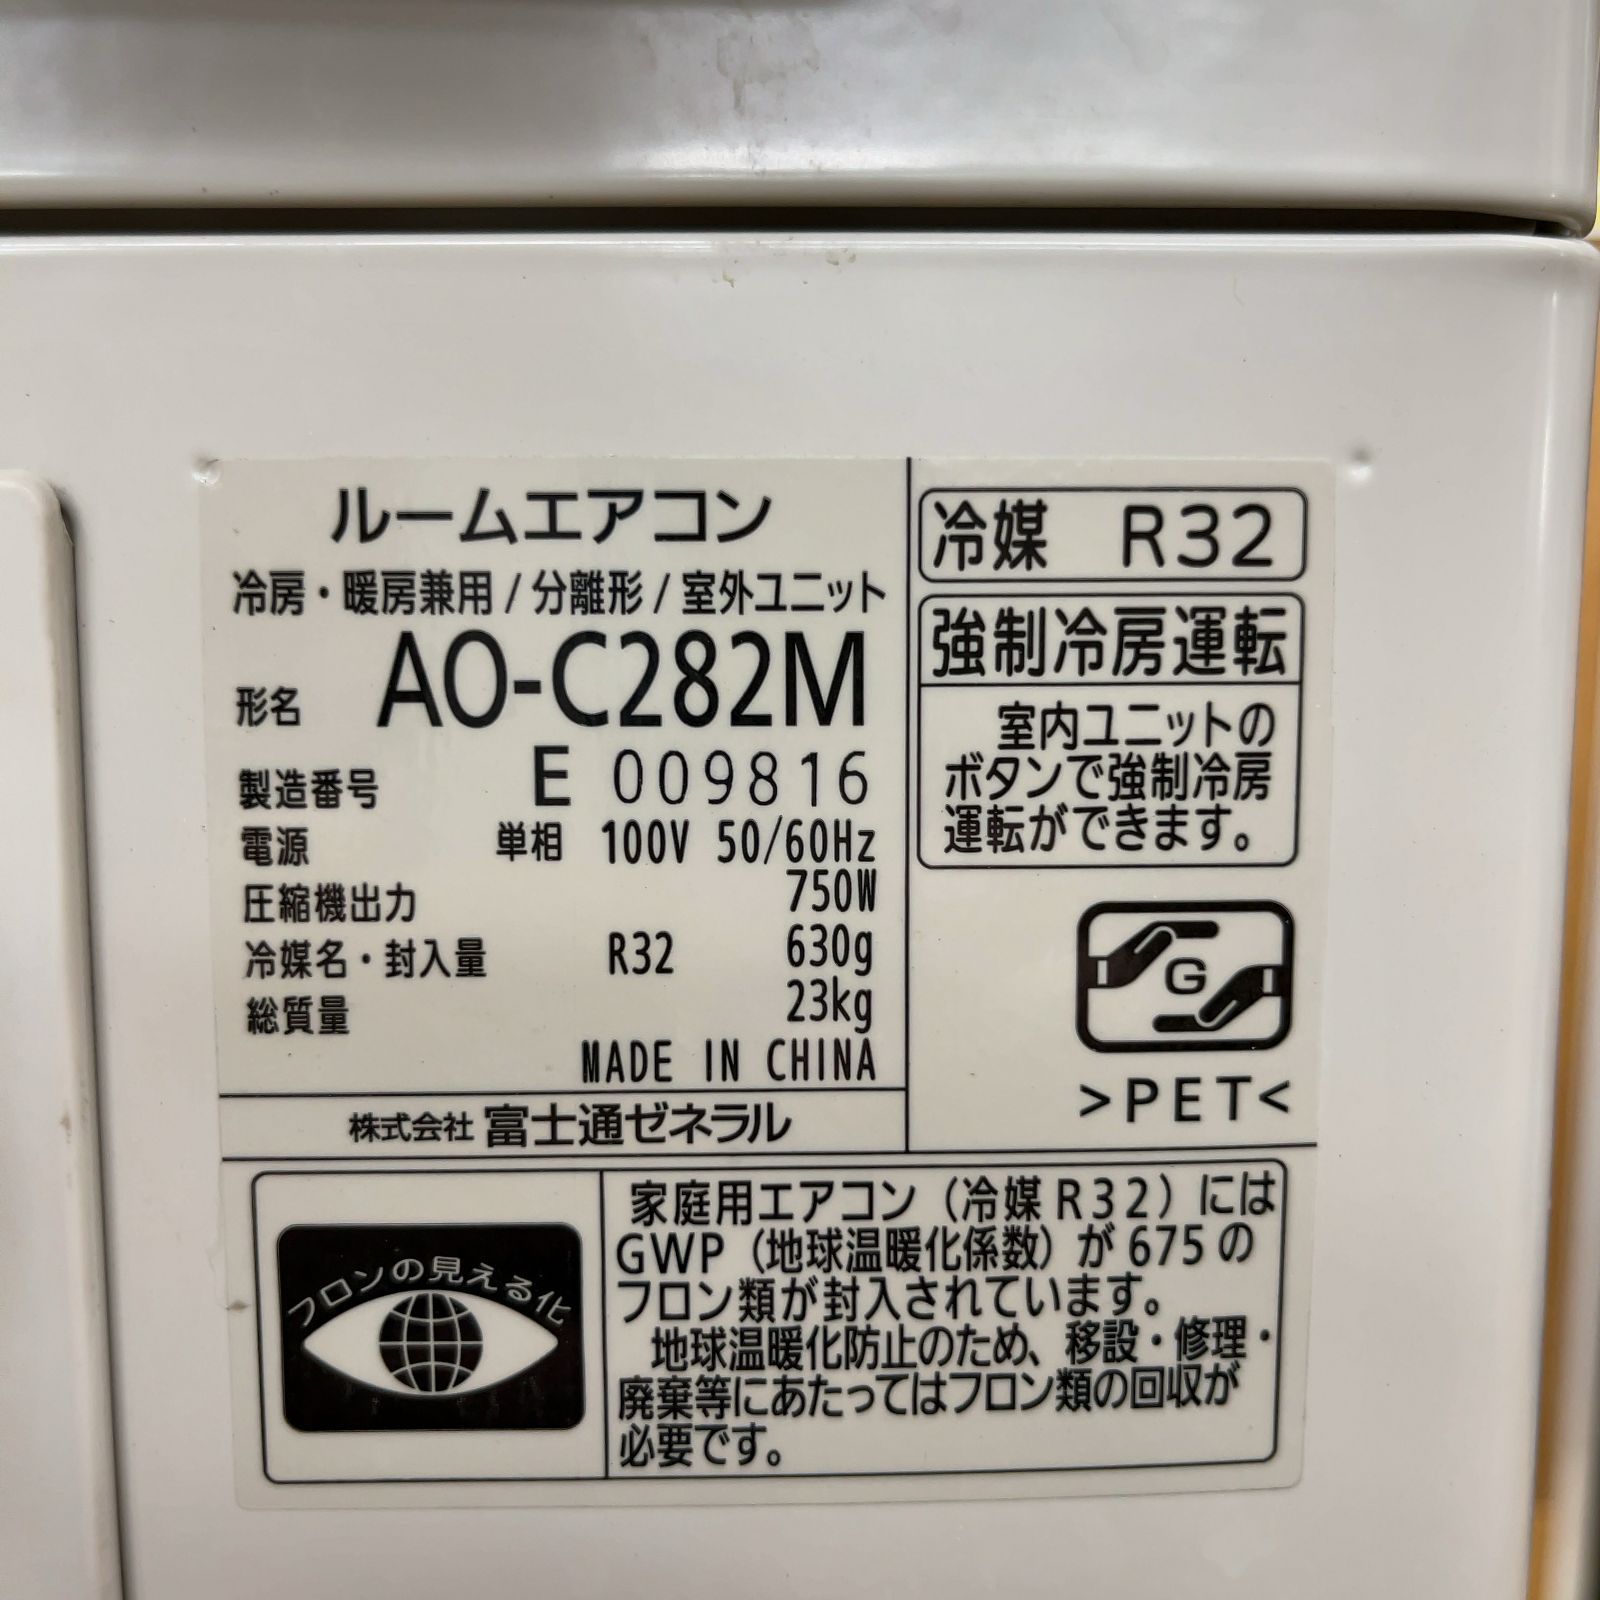 ルームエアコン
冷房・暖房兼用 / 分離形 / 室外ユニット
形名 AO-C282M
製造番号 E 009816
電源 単相 100V 50/60Hz
圧縮機出力 750W
冷媒名・封入量 R32 630g
総質量 23kg
MADE IN CHINA
株式会社 富士通ゼネラル
冷媒 R32
強制冷房運転
室内ユニットの
ボタンで強制冷房
運転ができます。
G
>PET<
フロンの見える化
家庭用エアコン（冷媒R32）には
GWP（地球温暖化係数）が675の
フロン類が封入されています。
地球温暖化防止のため、移設・修理・
廃棄等にあたってはフロン類の回収が
必要です。